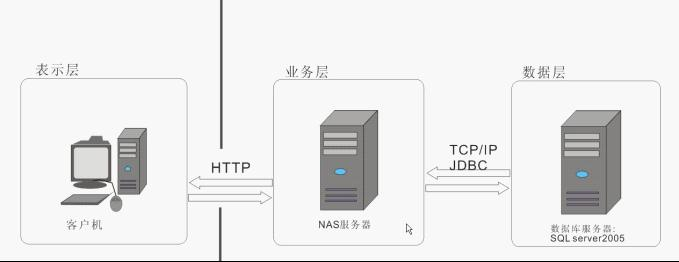 表示层
业务层
数据层
HTTP
TCP/IP
JDBC
客户机
NAS服务器
数据库服务器:
SQL server2005